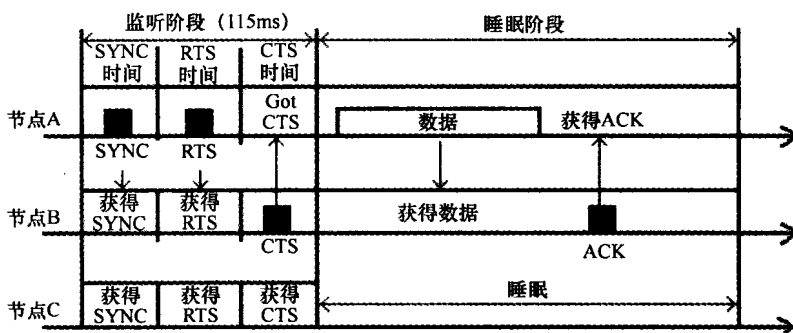 监听阶段（115ms）
睡眠阶段
SYNC
时间
RTS
时间
CTS
时间
节点A
Got
CTS
数据
获得ACK
SYNC
RTS
节点B
获得
SYNC
获得
RTS
CTS
获得数据
ACK
节点C
获得
SYNC
获得
RTS
获得
CTS
睡眠